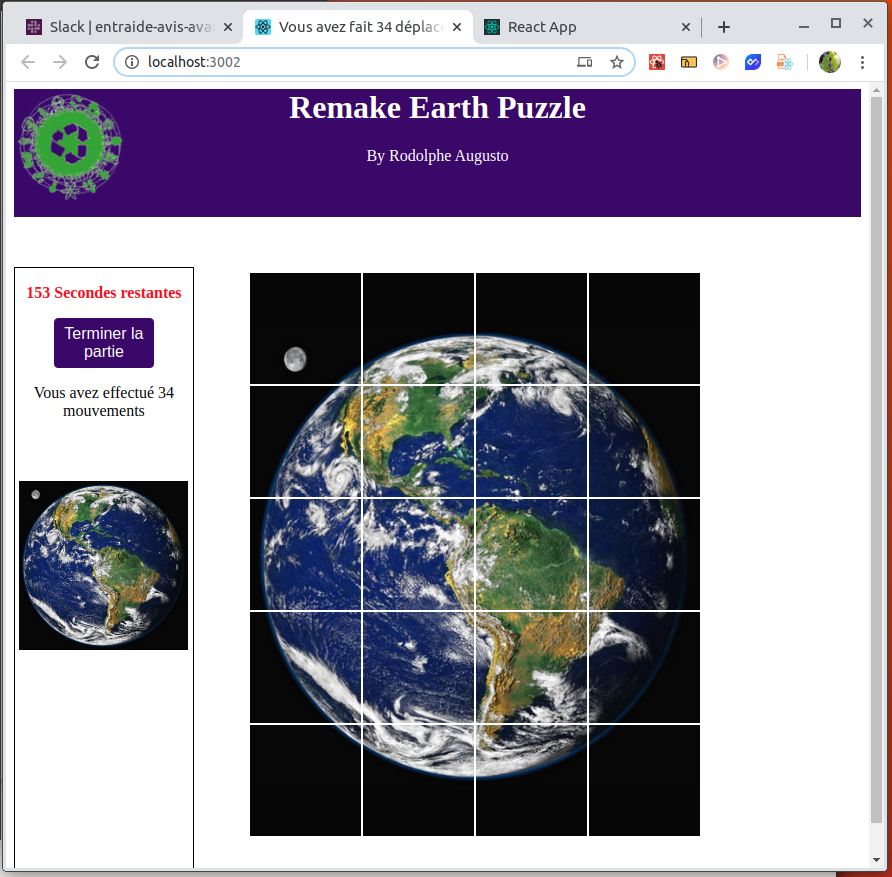 Slack | entraide-avis-ava
Vous avez fait 34 déplac
React App
localhost:3002
Remake Earth Puzzle
By Rodolphe Augusto
153 Secondes restantes
Terminer la
partie
Vous avez effectué 34
mouvements